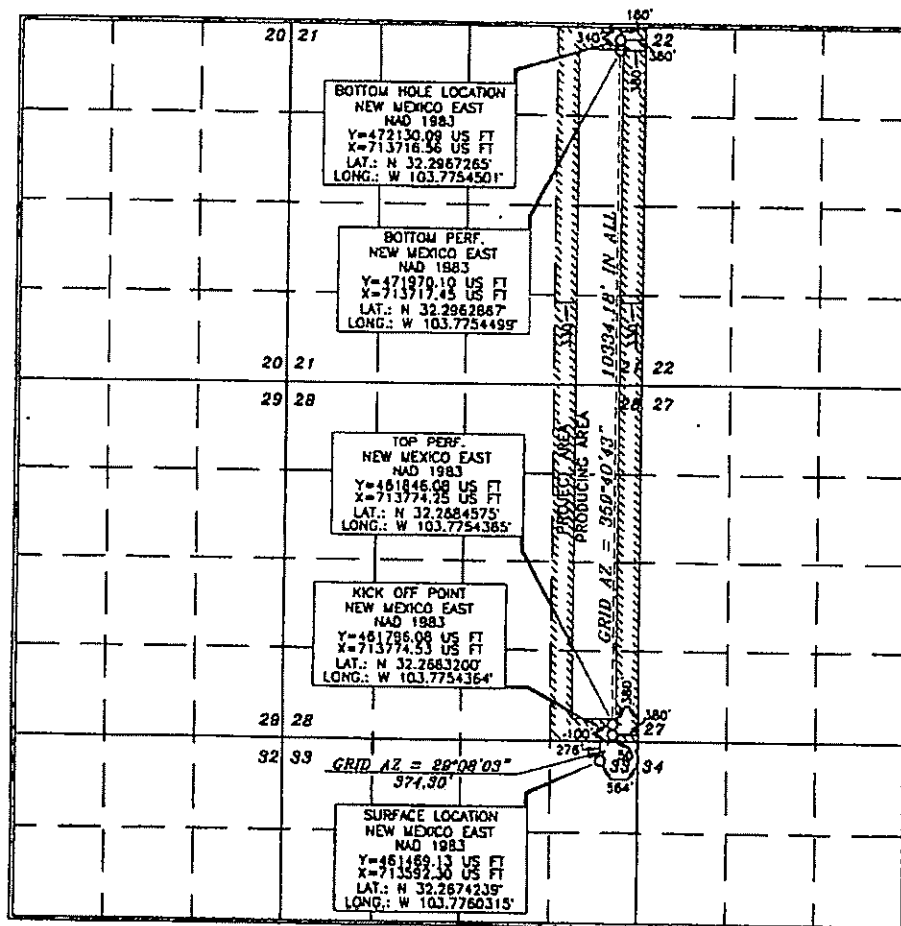 180'
20 21
340'
22
380'
380'
BOTTOM HOLE LOCATION
NEW MEXICO EAST
NAD 1983
Y=472130.09 US FT
X=713716.56 US FT
LAT.: N 32.2967265'
LONG.: W 103.7754501'
BOTTOM PERF.
NEW MEXICO EAST
NAD 1983
Y=471970.10 US FT
X=713717.45 US FT
LAT.: N 32.2962867'
LONG.: W 103.7754499'
GRID AZ = 359°40'43" 10334.18' IN ALL
330'
330'
20 21
21 22
29 28
28 27
PROJECT AREA
PRODUCING AREA
TOP PERF.
NEW MEXICO EAST
NAD 1983
Y=461846.08 US FT
X=713774.25 US FT
LAT.: N 32.2684575'
LONG.: W 103.7754385'
KICK OFF POINT
NEW MEXICO EAST
NAD 1983
Y=461796.08 US FT
X=713774.53 US FT
LAT.: N 32.2683200'
LONG.: W 103.7754364'
380'
380'
29 28
27
100'
32 33
276'
33 34
GRID AZ = 29°08'03"
374.30'
564'
SURFACE LOCATION
NEW MEXICO EAST
NAD 1983
Y=461469.13 US FT
X=713592.30 US FT
LAT.: N 32.2674239'
LONG.: W 103.7760315'